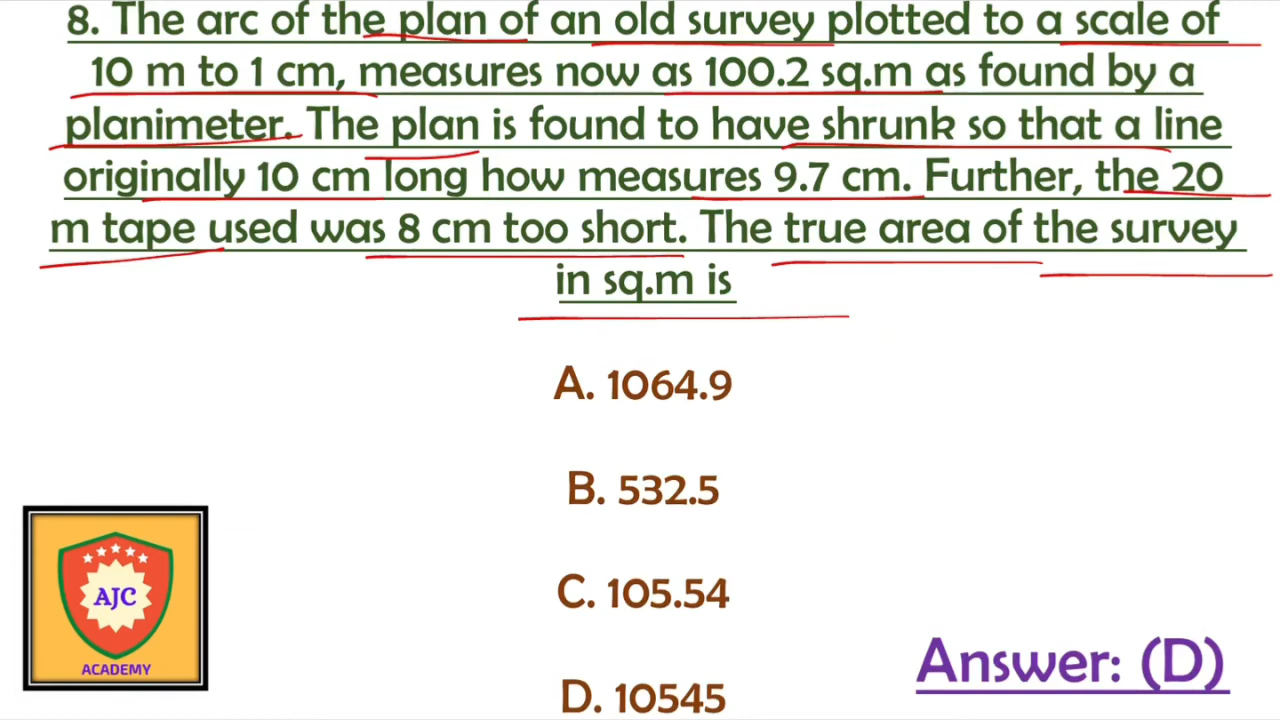 8. The arc of the plan of an old survey plotted to a scale of
10 m to 1 cm, measures now as 100.2 sq.m as found by a
planimeter. The plan is found to have shrunk so that a line
originally 10 cm long how measures 9.7 cm. Further, the 20
m tape used was 8 cm too short. The true area of the survey
in sq.m is
A. 1064.9
B. 532.5
C. 105.54
D. 10545
Answer: (D)
AJC
ACADEMY